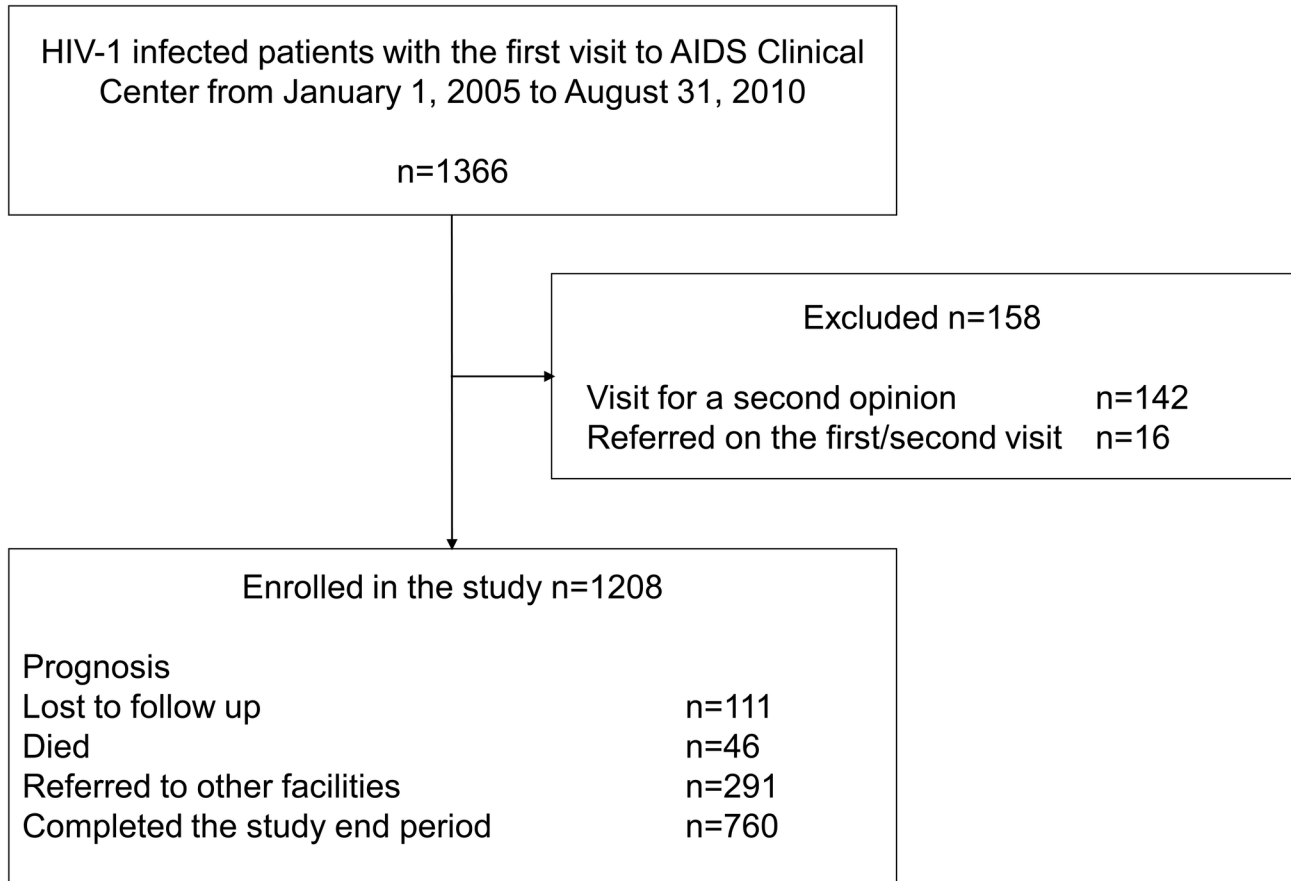 HIV-1 infected patients with the first visit to AIDS Clinical
Center from January 1, 2005 to August 31, 2010
n=1366
Excluded n=158
Visit for a second opinion n=142
Referred on the first/second visit n=16
Enrolled in the study n=1208
Prognosis
Lost to follow up n=111
Died n=46
Referred to other facilities n=291
Completed the study end period n=760